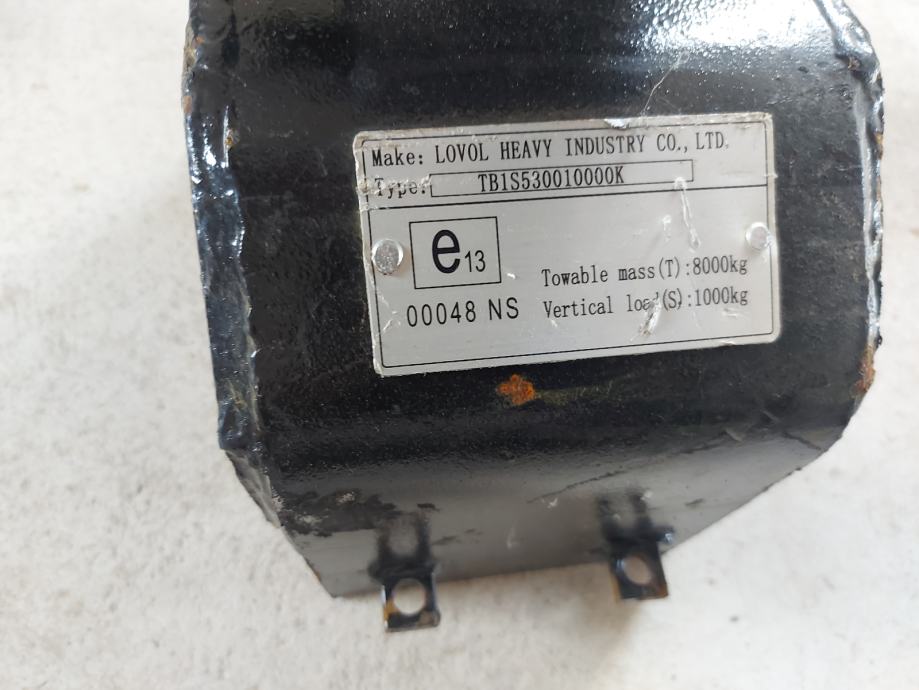 Make: LOVOL HEAVY INDUSTRY CO., LTD.
Type: TB1S530010000K
e13
Towable mass(T):8000kg
00048 NS
Vertical load(S):1000kg